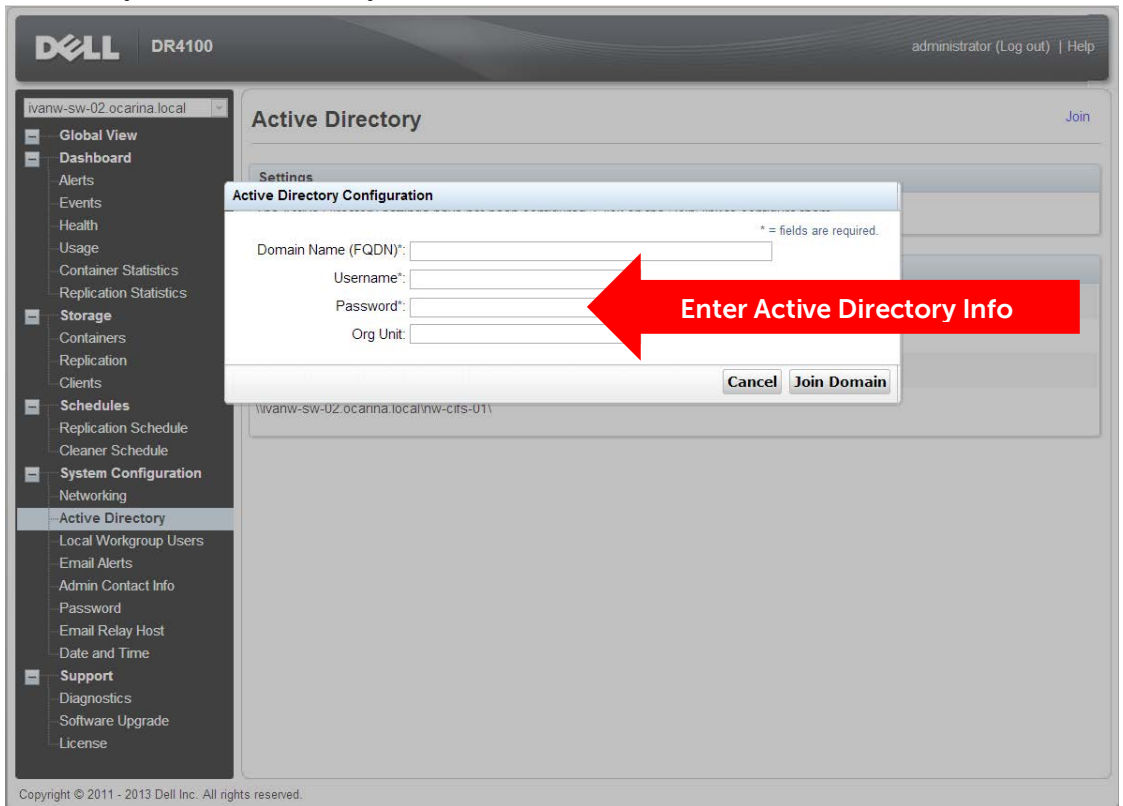 DELL DR4100 administrator (Log out) | Help
ivanw-sw-02.ocarina.local
Global View
Dashboard
Alerts
Events
Health
Usage
Container Statistics
Replication Statistics
Storage
Containers
Replication
Clients
Schedules
Replication Schedule
Cleaner Schedule
System Configuration
Networking
Active Directory
Local Workgroup Users
Email Alerts
Admin Contact Info
Password
Email Relay Host
Date and Time
Support
Diagnostics
Software Upgrade
License
Active Directory Join
Settings
Active Directory Configuration
* = fields are required.
Domain Name (FQDN)*:
Username*:
Password*:
Org Unit:
Enter Active Directory Info
Cancel Join Domain
\\ivanw-sw-02.ocarina.local\nw-cifs-01\
Copyright © 2011 - 2013 Dell Inc. All rights reserved.